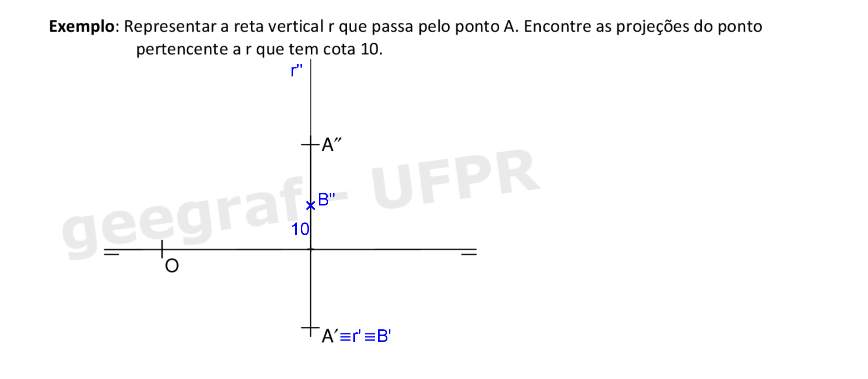 Exemplo: Representar a reta vertical r que passa pelo ponto A. Encontre as projeções do ponto
pertencente a r que tem cota 10.
r"
A″
B"
10
O
A′≡r'≡B'
geegraf - UFPR